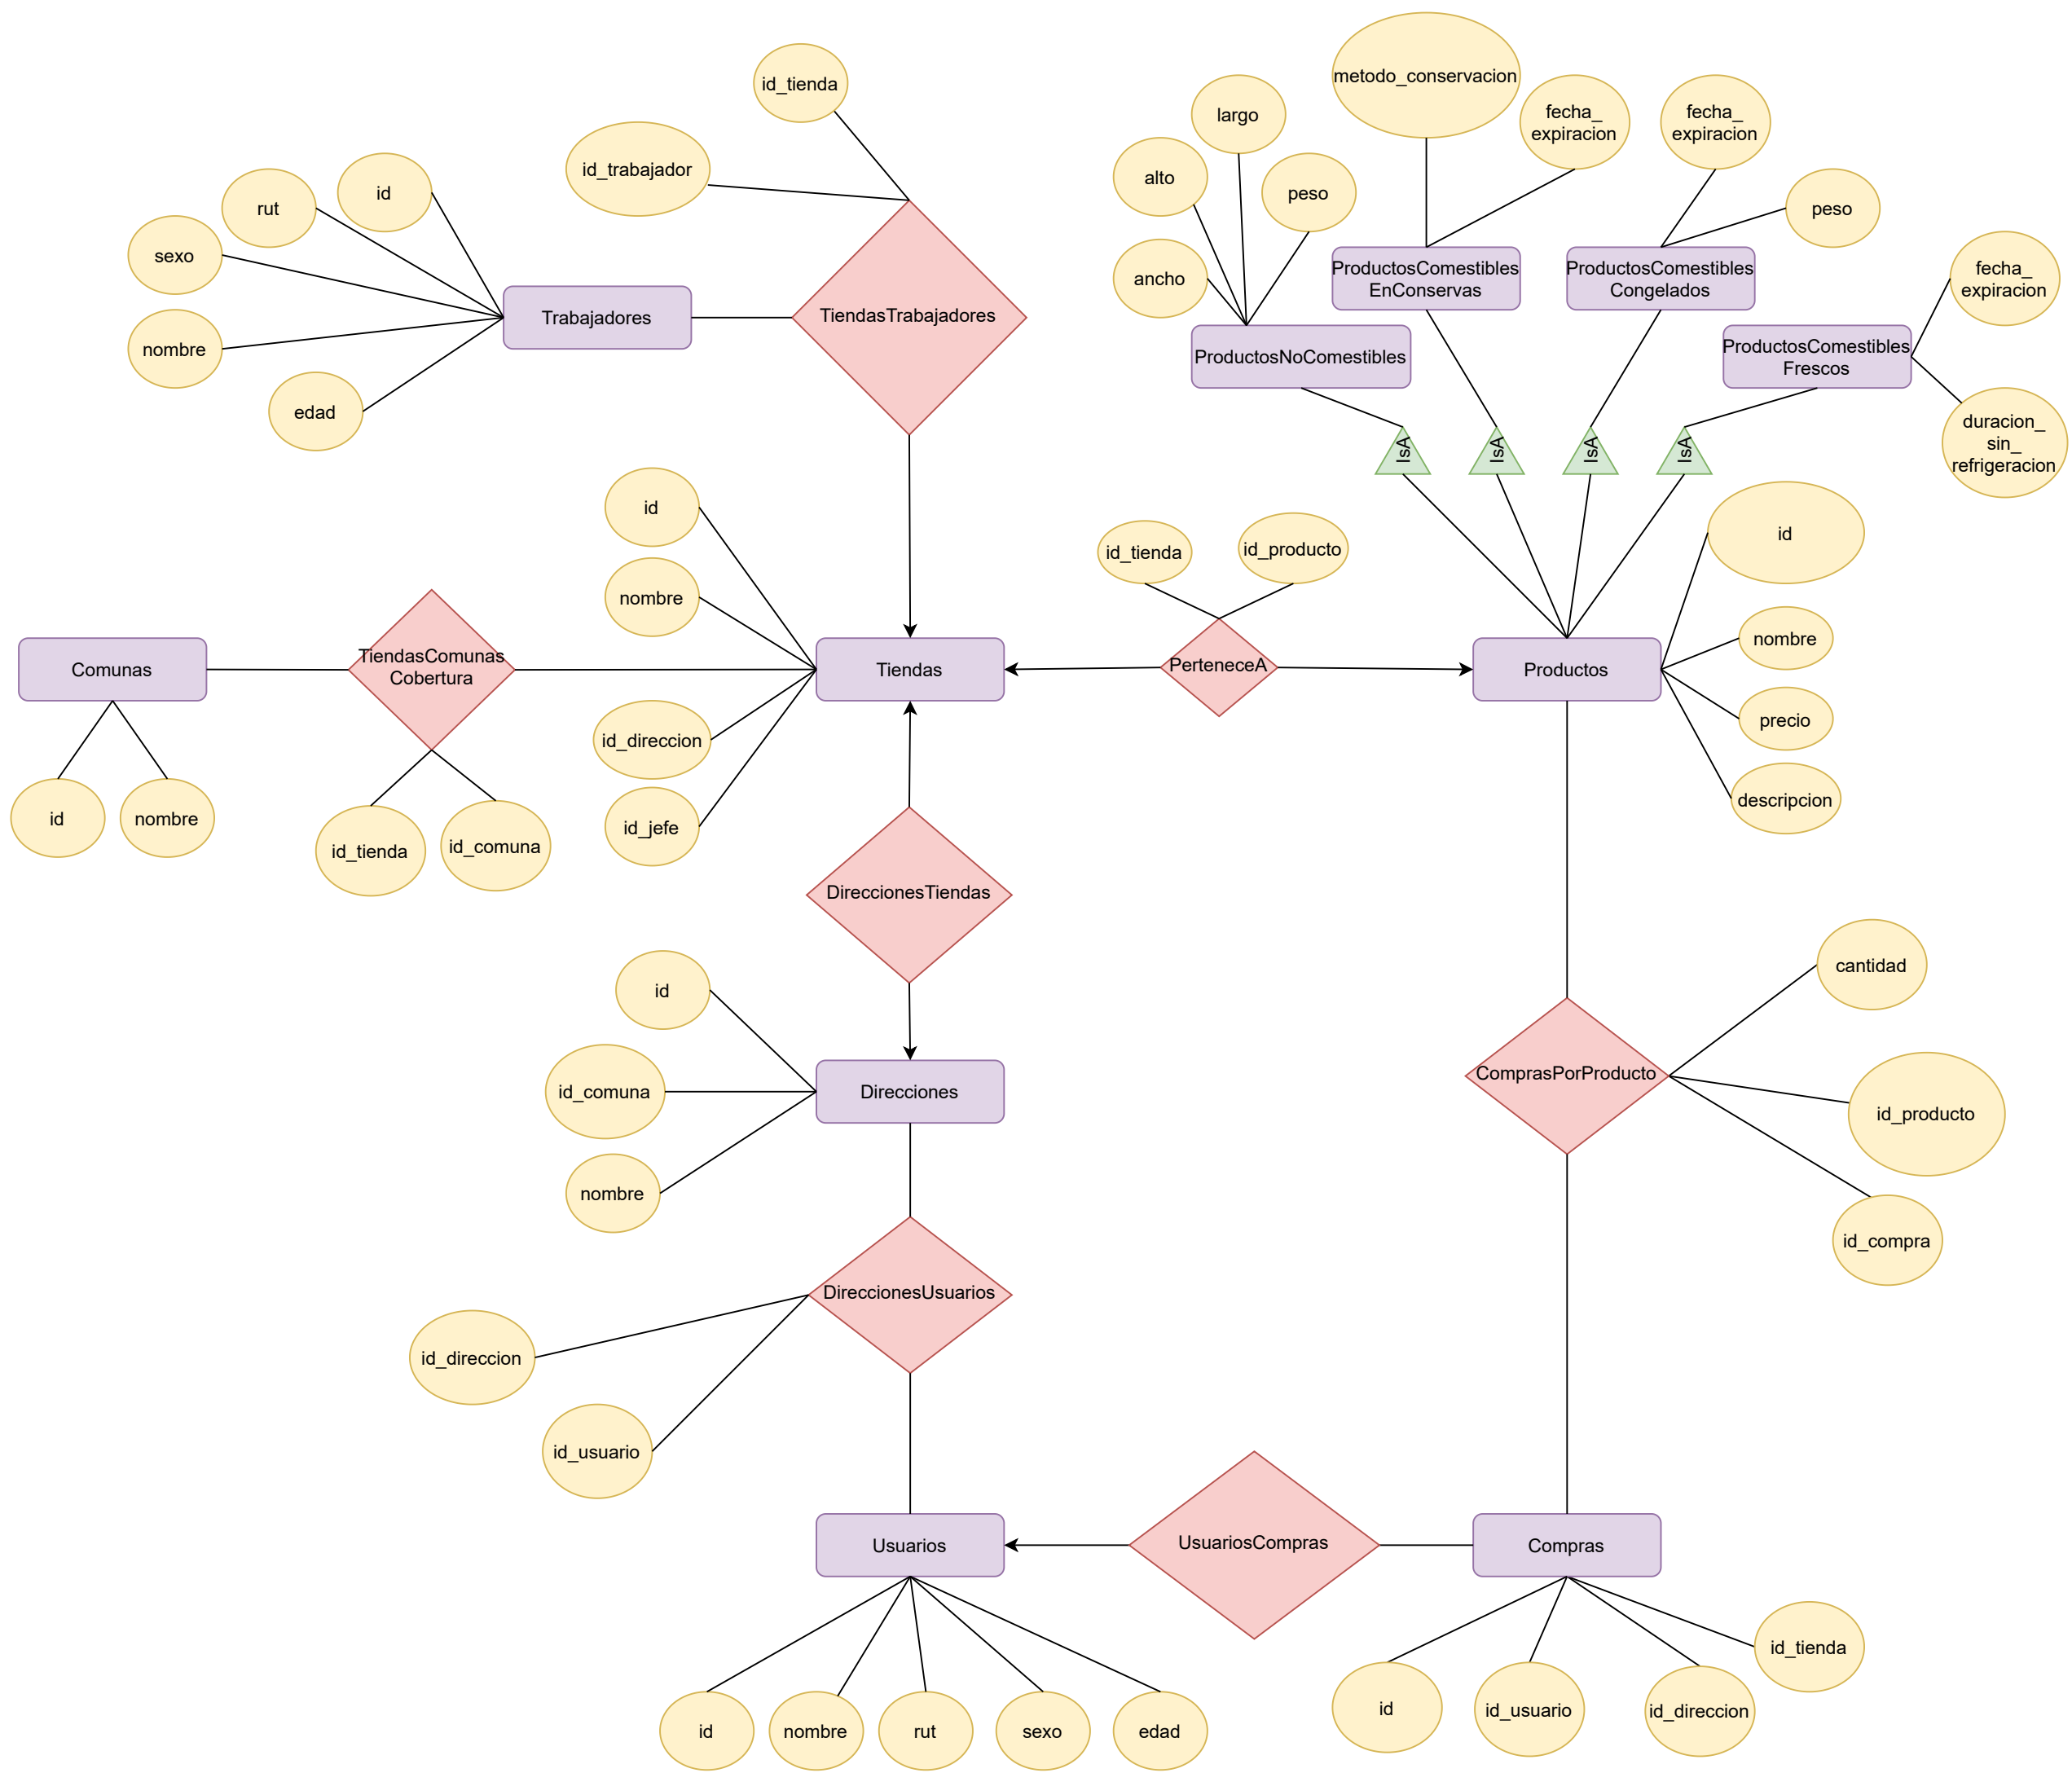 metodo_conservacion
id_tienda
largo
fecha_
expiracion
fecha_
expiracion
id_trabajador
alto
peso
peso
rut
id
sexo
ancho
ProductosComestibles
EnConservas
ProductosComestibles
Congelados
fecha_
expiracion
Trabajadores
TiendasTrabajadores
nombre
ProductosNoComestibles
ProductosComestibles
Frescos
edad
duracion_
sin_
refrigeracion
IsA
IsA
IsA
IsA
id
id_tienda
id_producto
id
nombre
nombre
Comunas
TiendasComunas
Cobertura
Tiendas
PerteneceA
Productos
precio
id_direccion
descripcion
id
nombre
id_tienda
id_comuna
id_jefe
DireccionesTiendas
cantidad
id
id_comuna
Direcciones
ComprasPorProducto
id_producto
nombre
id_compra
DireccionesUsuarios
id_direccion
id_usuario
Usuarios
UsuariosCompras
Compras
id_tienda
id
nombre
rut
sexo
edad
id
id_usuario
id_direccion